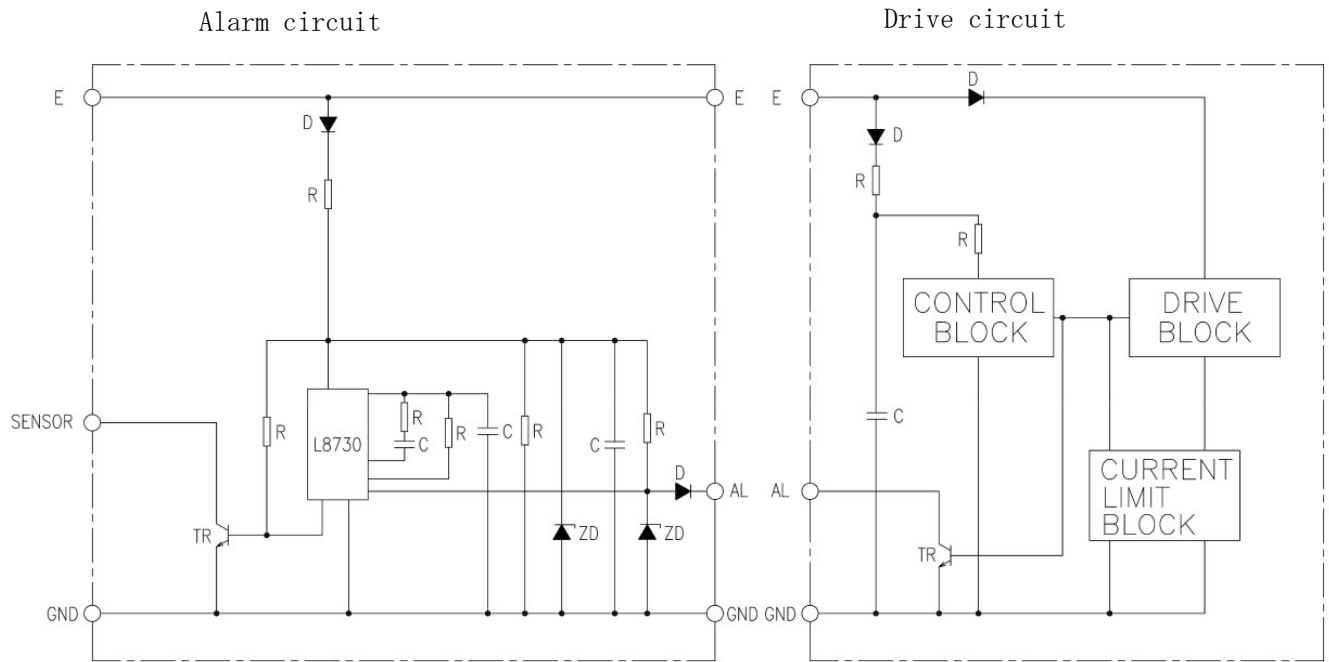 Alarm circuit
Drive circuit
E
E
E
D
D
D
R
R
R
CONTROL
BLOCK
DRIVE
BLOCK
SENSOR
R
L8730
R
C
R
C
R
C
R
C
D
AL
AL
CURRENT
LIMIT
BLOCK
TR
ZD
ZD
TR
GND
GND
GND